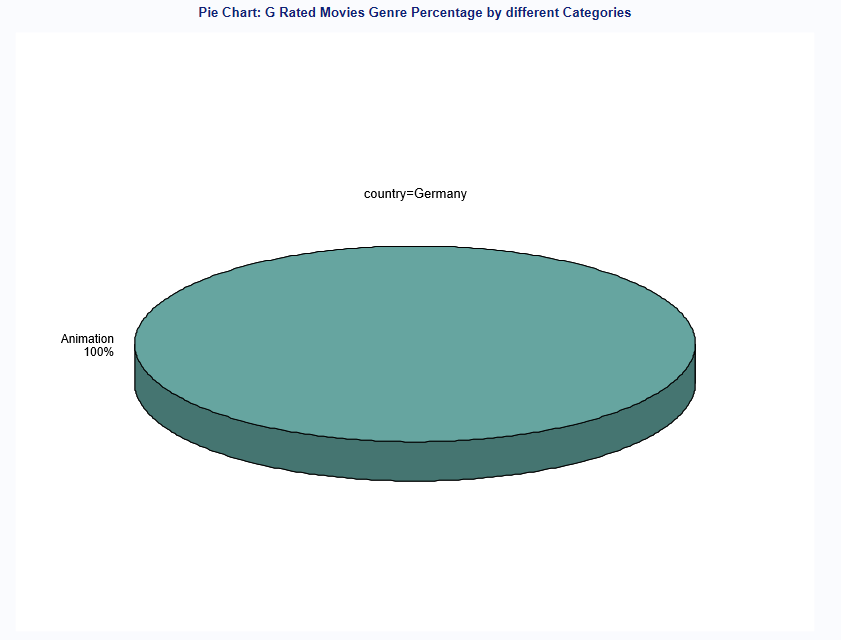 Pie Chart: G Rated Movies Genre Percentage by different Categories
country=Germany
Animation
100%